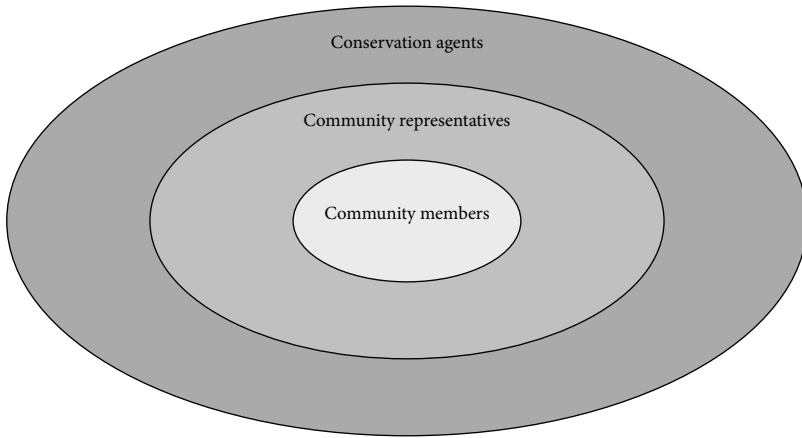 Conservation agents
Community representatives
Community members